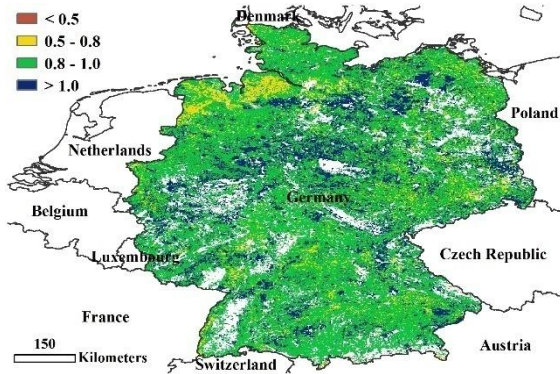 < 0.5
0.5 - 0.8
0.8 - 1.0
> 1.0
Denmark
Poland
Netherlands
Belgium
Germany
Luxembourg
Czech Republic
France
Austria
Switzerland
150
Kilometers